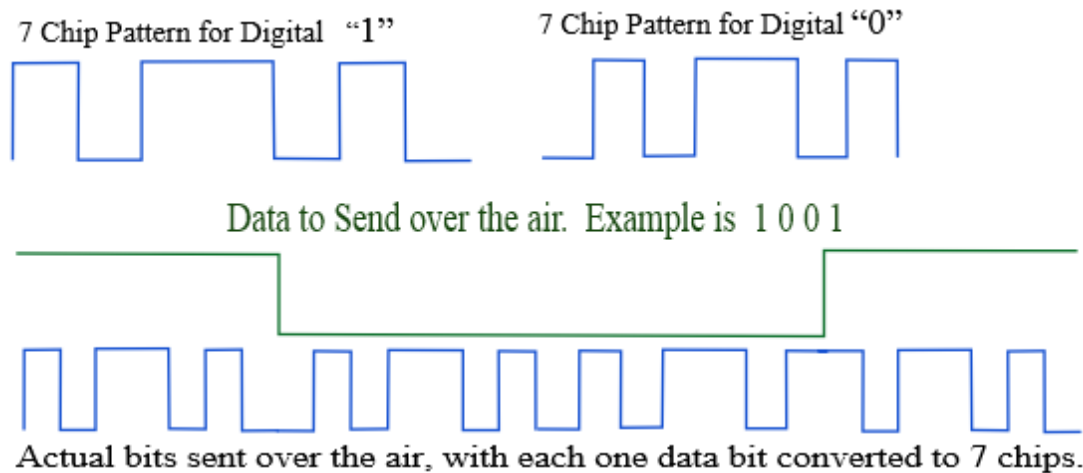 7 Chip Pattern for Digital “1”
7 Chip Pattern for Digital “0”
Data to Send over the air. Example is 1 0 0 1
Actual bits sent over the air, with each one data bit converted to 7 chips.